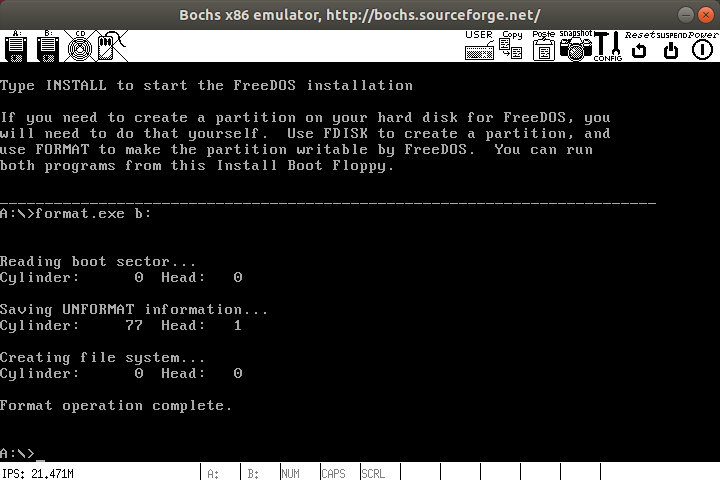 Bochs x86 emulator, http://bochs.sourceforge.net/
A: B: CD USER Copy Paste snapshot CONFIG Reset SUSPEND Power
Type INSTALL to start the FreeDOS installation
If you need to create a partition on your hard disk for FreeDOS, you
will need to do that yourself.  Use FDISK to create a partition, and
use FORMAT to make the partition writable by FreeDOS.  You can run
both programs from this Install Boot Floppy.
_________________________________________________________________________
A:\>format.exe b:
Reading boot sector...
Cylinder:      0  Head:   0
Saving UNFORMAT information...
Cylinder:     77  Head:   1
Creating file system...
Cylinder:      0  Head:   0
Format operation complete.
A:\>_
IPS: 21.471M A: B: NUM CAPS SCRL